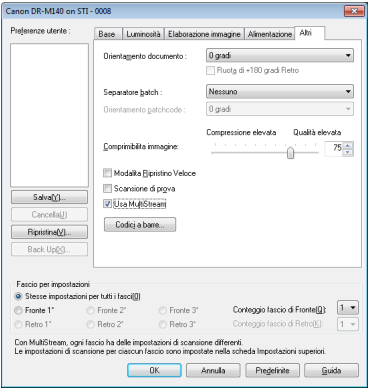 Canon DR-M140 on STI - 0008
Preferenze utente :
Base Luminosità Elaborazione immagine Alimentazione Altri
Orientamento documento : 0 gradi
Ruota di +180 gradi Retro
Separatore batch : Nessuno
Orientamento patchcode : 0 gradi
Compressione elevata Qualità elevata
Comprimibilita immagine: 75
Modalita Ripristino Veloce
Scansione di prova
Usa MultiStream
Codici a barre...
Salva(Y)...
Cancella(J)
Ripristina(V)...
Back Up(X)...
Fascio per impostazioni
Stesse impostazioni per tutti i fasci(0)
Fronte 1° Fronte 2° Fronte 3° Conteggio fascio di Fronte(Q): 1
Retro 1° Retro 2° Retro 3° Conteggio fascio di Retro(K): 1
Con MultiStream, ogni fascio ha delle impostazioni di scansione differenti.
Le impostazioni di scansione per ciascun fascio sono impostate nella scheda Impostazioni superiori.
OK Annulla Predefinite Guida